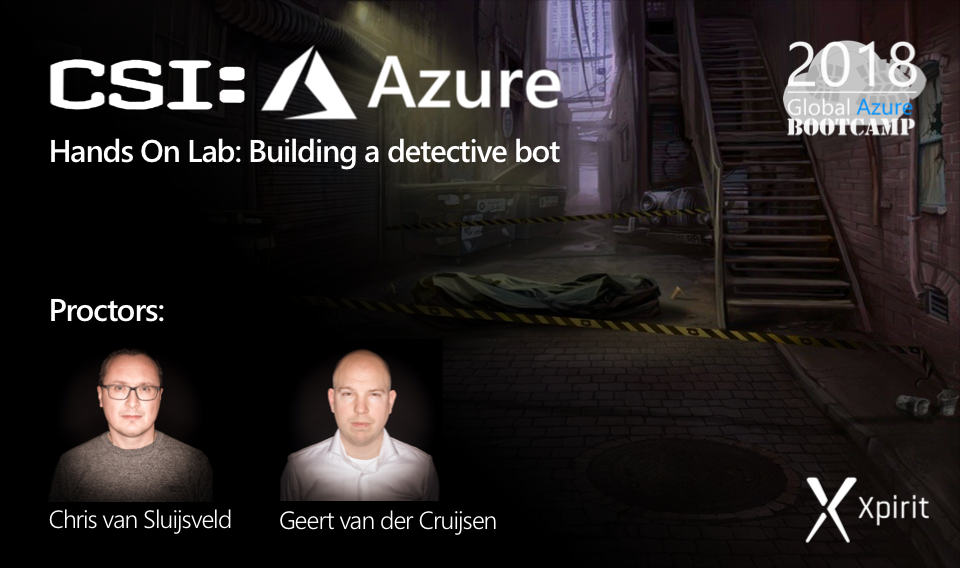 CSI: Azure
Hands On Lab: Building a detective bot
2018
Global Azure
BOOTCAMP
Proctors:
Chris van Sluijsveld
Geert van der Cruijsen
Xpirit